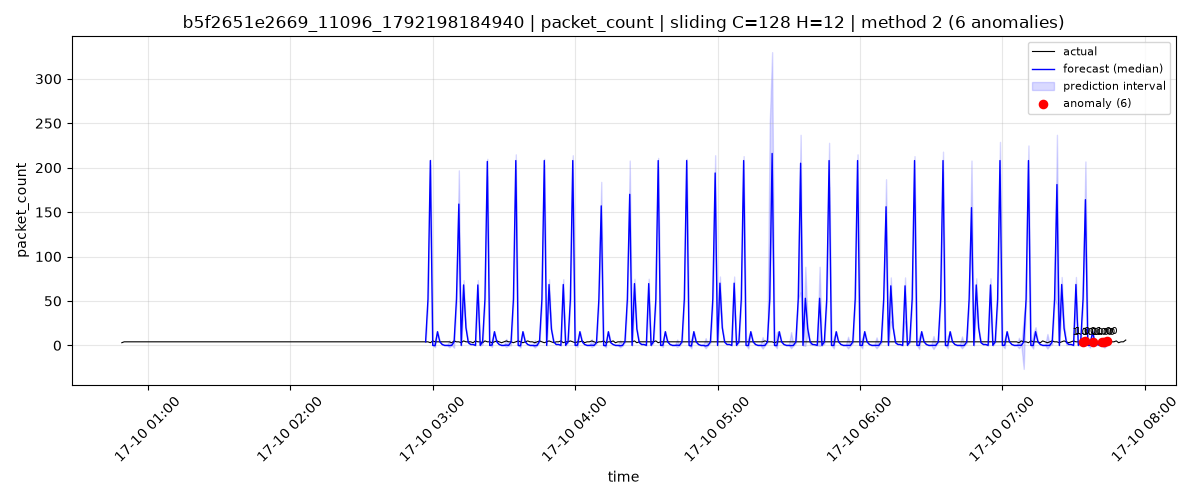 b5f2651e2669_11096_1792198184940 | packet_count | sliding C=128 H=12 | method 2 (6 anomalies)
actual
forecast (median)
prediction interval
anomaly (6)
packet_count
300
250
200
150
100
50
0
17-10 01:00
17-10 02:00
17-10 03:00
17-10 04:00
17-10 05:00
17-10 06:00
17-10 07:00
17-10 08:00
time